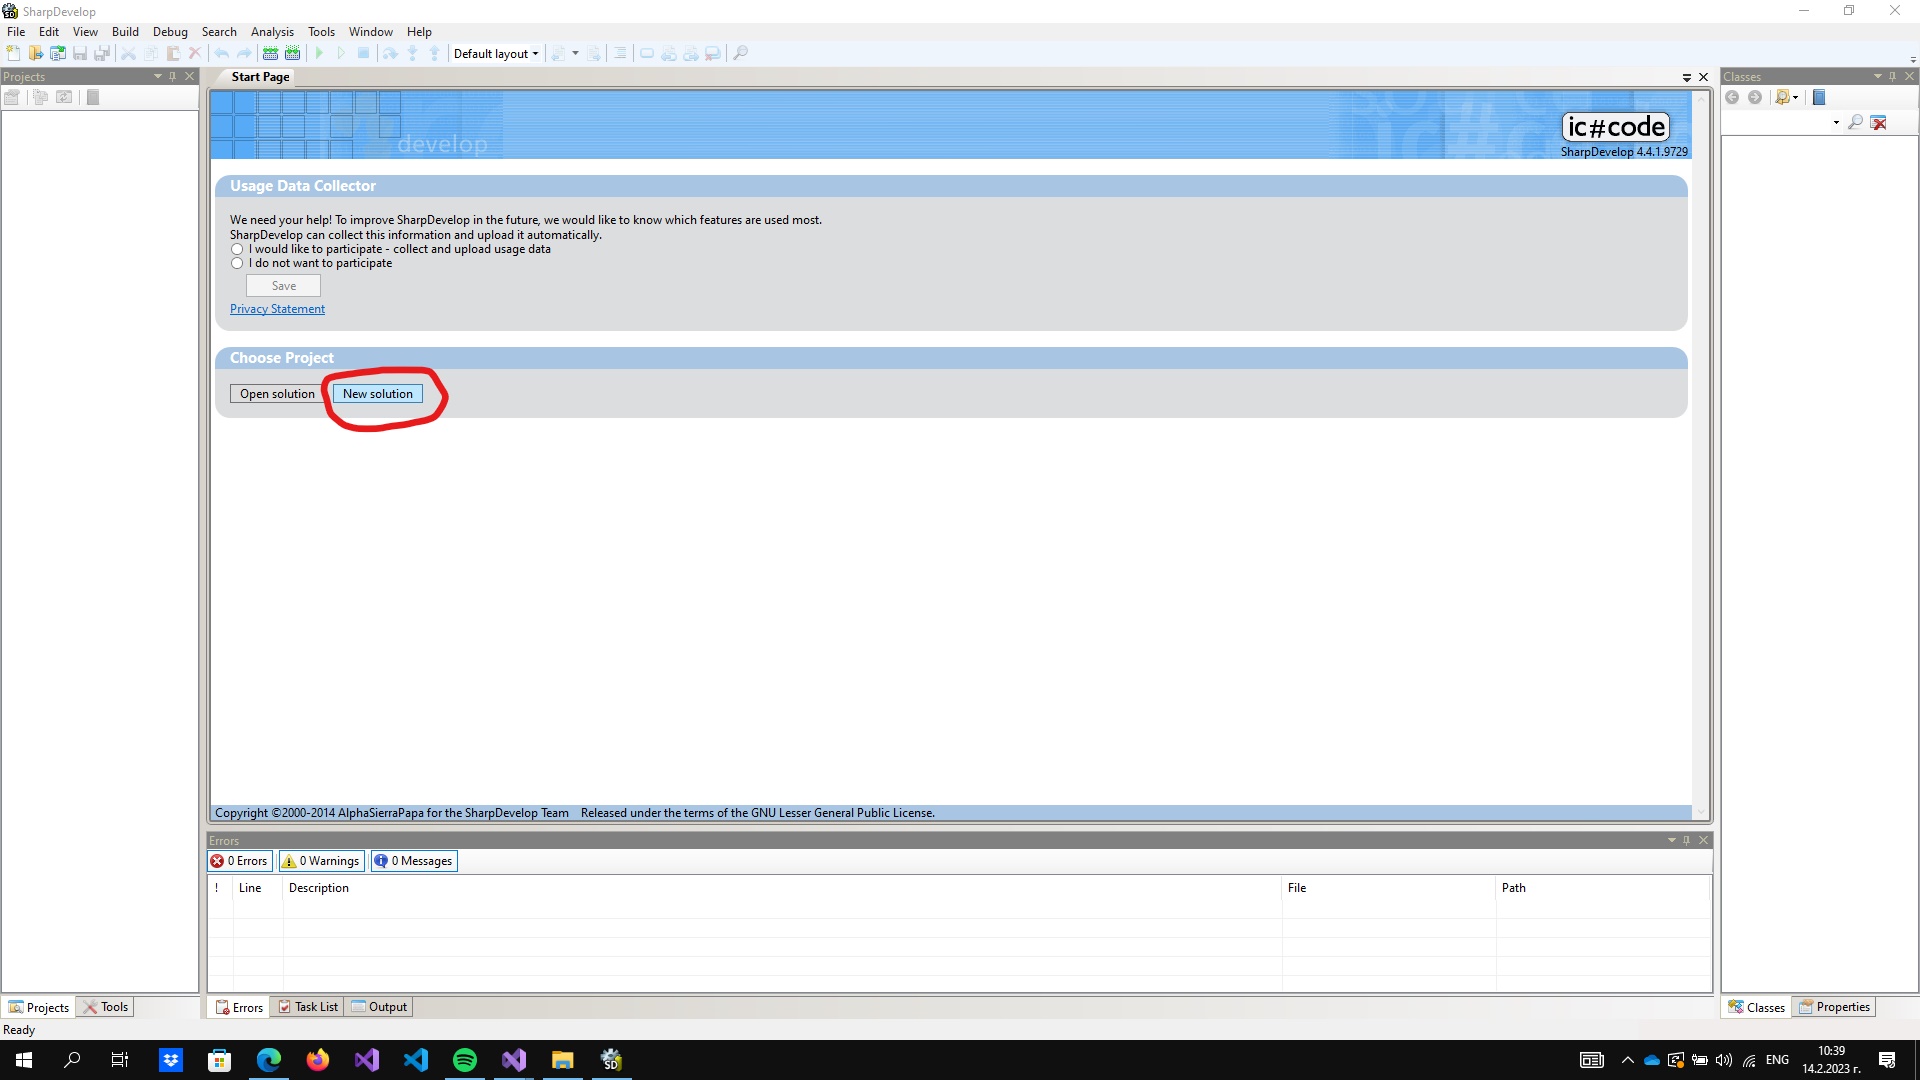 SharpDevelop
File Edit View Build Debug Search Analysis Tools Window Help
Default layout
Projects
Start Page
Classes
develop
ic#code
SharpDevelop 4.4.1.9729
Usage Data Collector
We need your help! To improve SharpDevelop in the future, we would like to know which features are used most.
SharpDevelop can collect this information and upload it automatically.
I would like to participate - collect and upload usage data
I do not want to participate
Save
Privacy Statement
Choose Project
Open solution New solution
Copyright ©2000-2014 AlphaSierraPapa for the SharpDevelop Team Released under the terms of the GNU Lesser General Public License.
Errors
0 Errors 0 Warnings 0 Messages
! Line Description File Path
Projects Tools Errors Task List Output Classes Properties
Ready
ENG
10:39
14.2.2023 г.